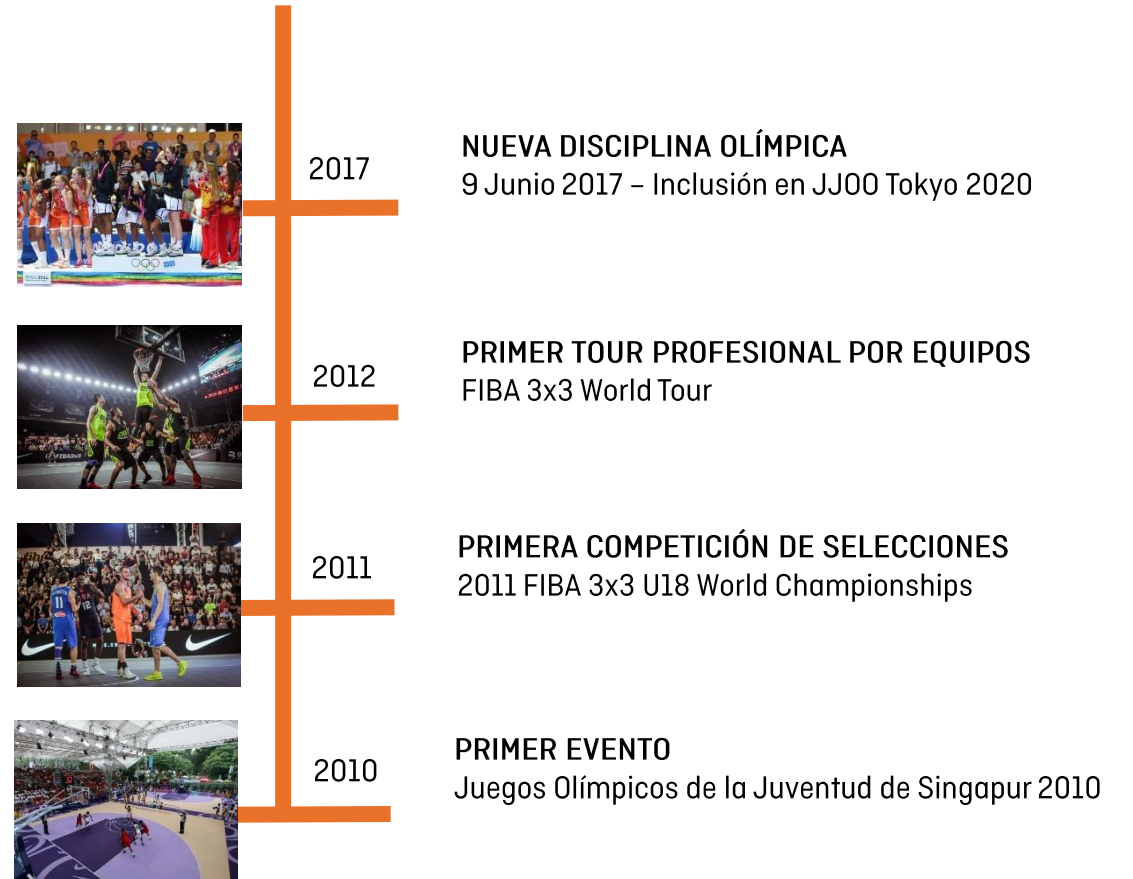 2017
NUEVA DISCIPLINA OLÍMPICA
9 Junio 2017 – Inclusión en JJOO Tokyo 2020
2012
PRIMER TOUR PROFESIONAL POR EQUIPOS
FIBA 3x3 World Tour
2011
PRIMERA COMPETICIÓN DE SELECCIONES
2011 FIBA 3x3 U18 World Championships
11
12
2010
PRIMER EVENTO
Juegos Olímpicos de la Juventud de Singapur 2010